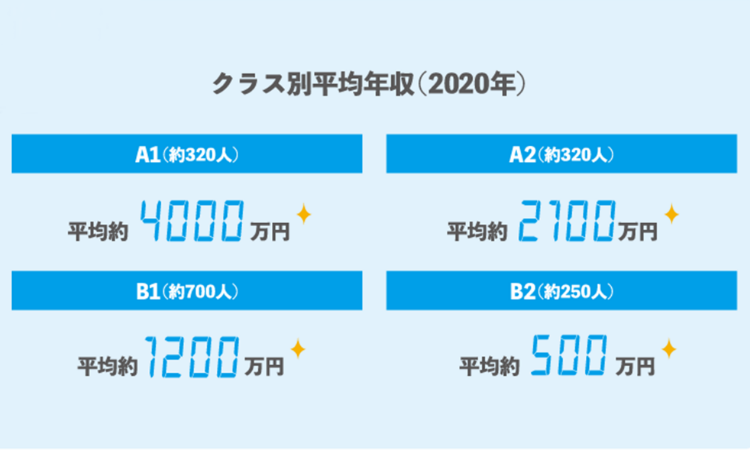 クラス別平均年収（2020年）
A1（約320人）
A2（約320人）
平均約 4000 万円
平均約 2100 万円
B1（約700人）
B2（約250人）
平均約 1200 万円
平均約 500 万円